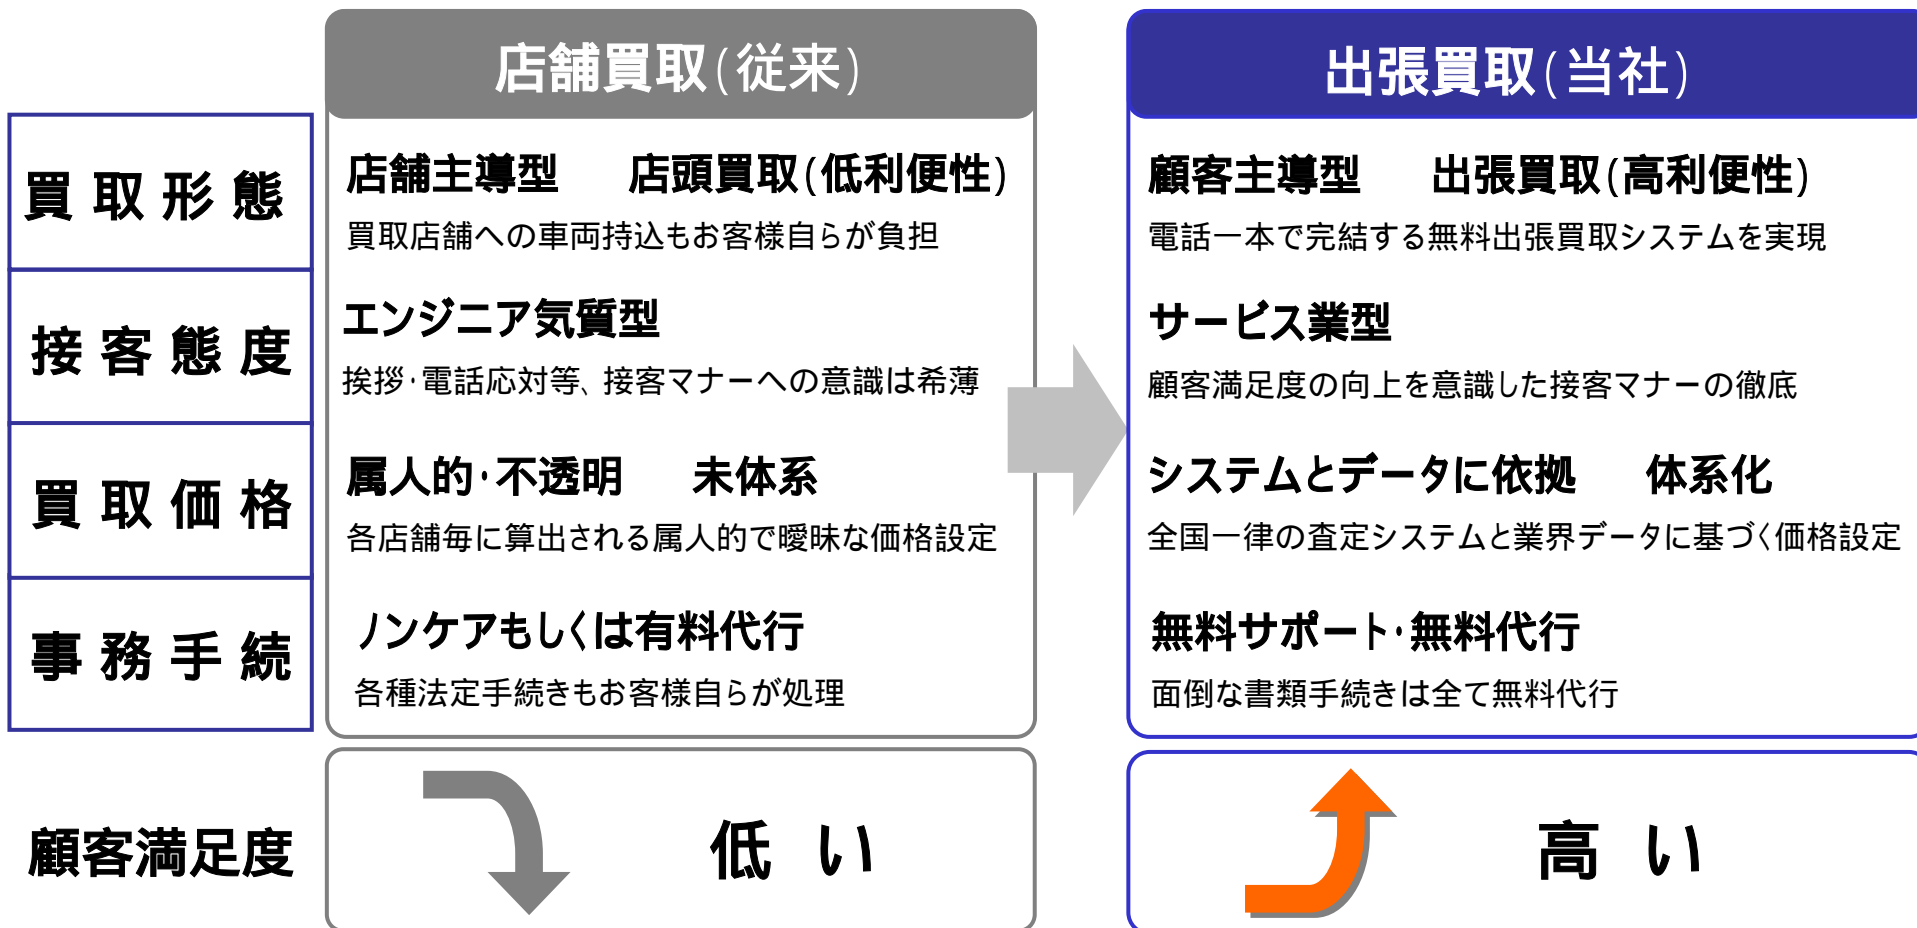 店舗買取(従来)
出張買取(当社)
買取形態
店舗主導型 店頭買取(低利便性)
買取店舗への車両持込もお客様自らが負担
顧客主導型 出張買取(高利便性)
電話一本で完結する無料出張買取システムを実現
接客態度
エンジニア気質型
挨拶・電話応対等、接客マナーへの意識は希薄
サービス業型
顧客満足度の向上を意識した接客マナーの徹底
買取価格
属人的・不透明 未体系
各店舗毎に算出される属人的で曖昧な価格設定
システムとデータに依拠 体系化
全国一律の査定システムと業界データに基づく価格設定
事務手続
ノンケアもしくは有料代行
各種法定手続きもお客様自らが処理
無料サポート・無料代行
面倒な書類手続きは全て無料代行
顧客満足度
低い
高い